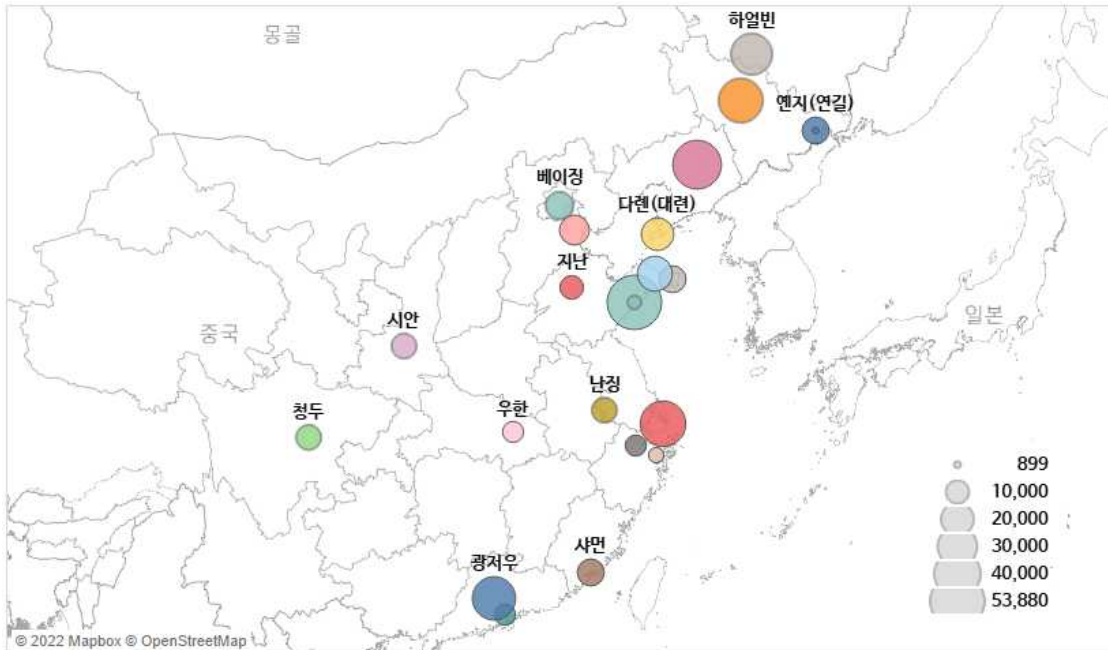 몽골
하얼빈
옌지(연길)
베이징
다롄(대련)
지난
일본
시안
중국
난징
청두
우한
샤먼
광저우
899
10,000
20,000
30,000
40,000
53,880
© 2022 Mapbox © OpenStreetMap